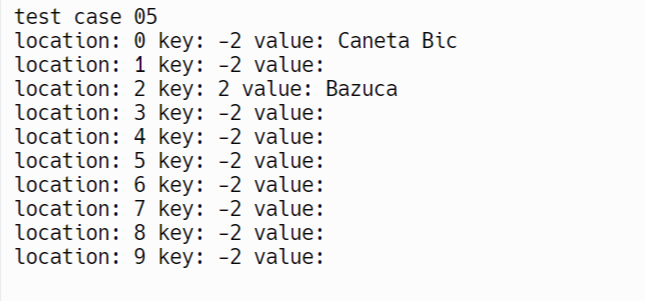 test case 05
location: 0 key: -2 value: Caneta Bic
location: 1 key: -2 value:
location: 2 key: 2 value: Bazuca
location: 3 key: -2 value:
location: 4 key: -2 value:
location: 5 key: -2 value:
location: 6 key: -2 value:
location: 7 key: -2 value:
location: 8 key: -2 value:
location: 9 key: -2 value: